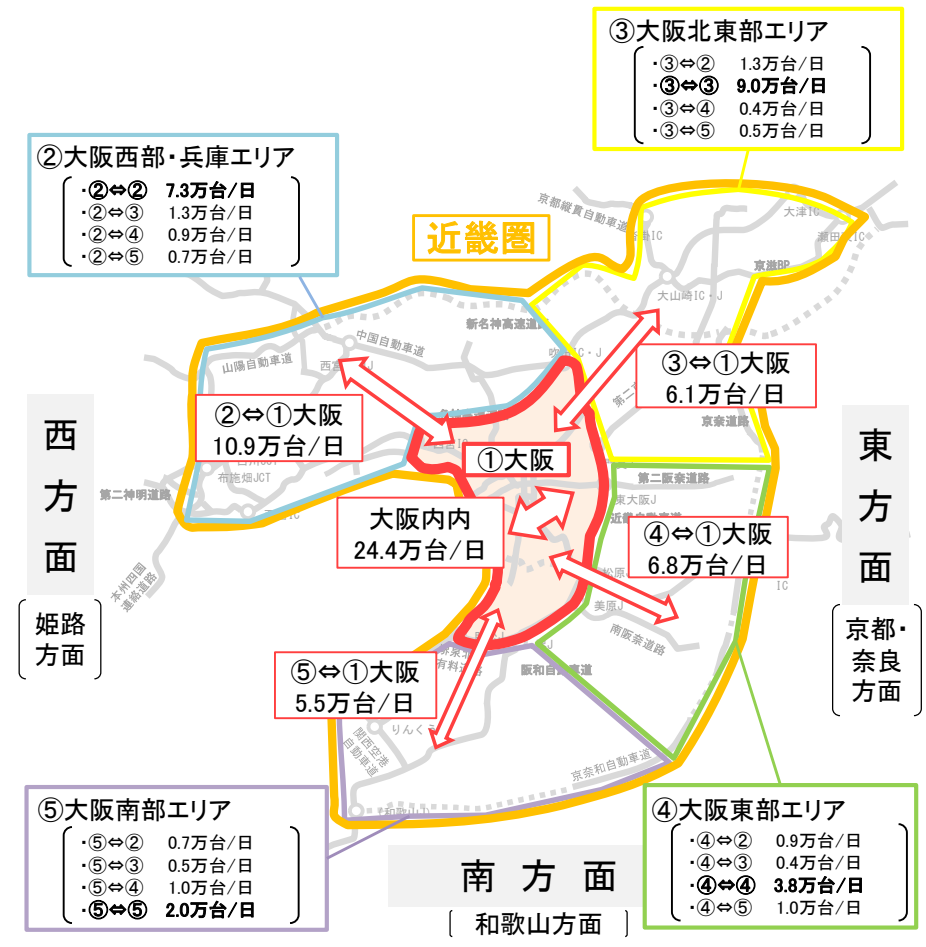 ③大阪北東部エリア
・③⇔② 1.3万台/日
・③⇔③ 9.0万台/日
・③⇔④ 0.4万台/日
・③⇔⑤ 0.5万台/日
②大阪西部・兵庫エリア
・②⇔② 7.3万台/日
・②⇔③ 1.3万台/日
・②⇔④ 0.9万台/日
・②⇔⑤ 0.7万台/日
近畿圏
京都縦貫自動車道
大津IC
京滋BP
大山崎IC・J
新名神高速道路
中国自動車道
山陽自動車道
③⇔①大阪
6.1万台/日
京奈道路
②⇔①大阪
10.9万台/日
布施畑JCT
第二神明道路
本州四国
連絡道路
①大阪
第二阪奈道路
東大阪J
近畿自動車道
大阪内内
24.4万台/日
④⇔①大阪
6.8万台/日
松原J
IC
美原J
南阪奈道路
西方面
姫路
方面
東方面
京都・
奈良
方面
⑤⇔①大阪
5.5万台/日
有料道路
阪和自動車道
りんくう
関西空港
自動車道
京奈和自動車道
和歌山J
⑤大阪南部エリア
・⑤⇔② 0.7万台/日
・⑤⇔③ 0.5万台/日
・⑤⇔④ 1.0万台/日
・⑤⇔⑤ 2.0万台/日
④大阪東部エリア
・④⇔② 0.9万台/日
・④⇔③ 0.4万台/日
・④⇔④ 3.8万台/日
・④⇔⑤ 1.0万台/日
南方面
和歌山方面